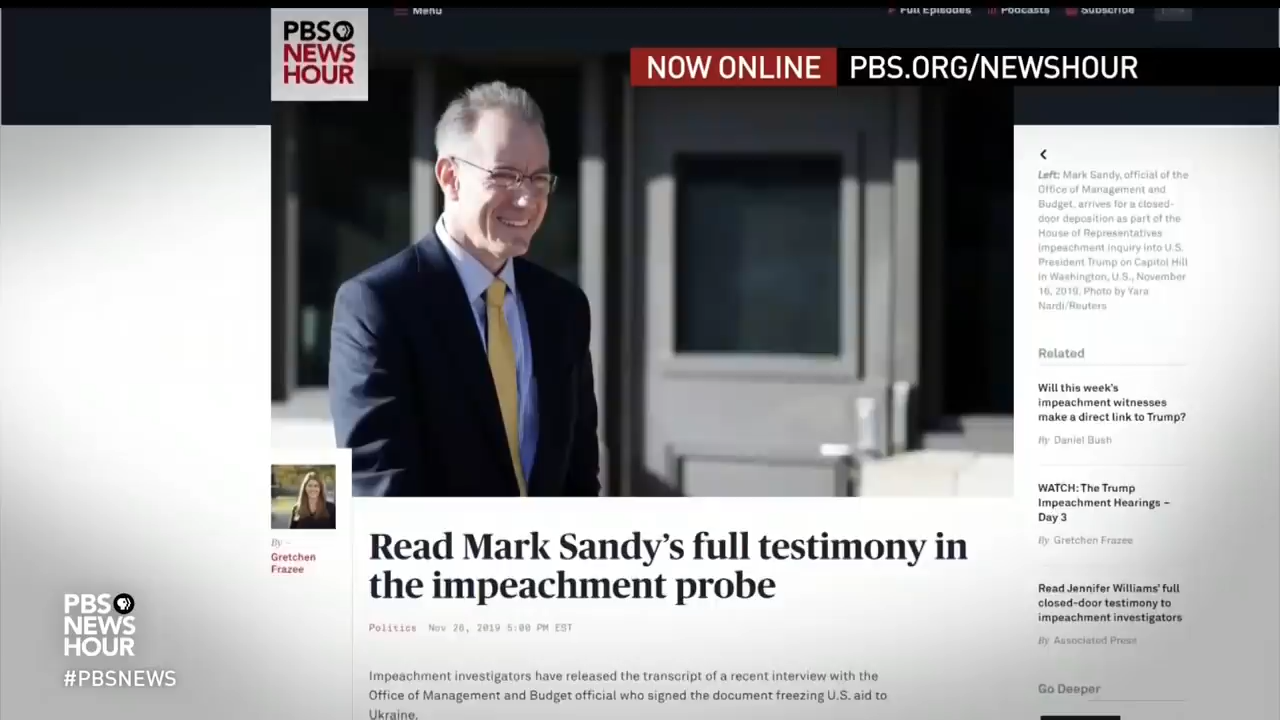 Menu
Full Episodes
Podcasts
Subscribe
PBS
NEWS
HOUR
NOW ONLINE
PBS.ORG/NEWSHOUR
Left: Mark Sandy, official of the
Office of Management and
Budget, arrives for a closed-
door deposition as part of the
House of Representatives
impeachment inquiry into U.S.
President Trump on Capitol Hill
in Washington, U.S., November
16, 2019. Photo by Yara
Nardi/Reuters
Related
Will this week's
impeachment witnesses
make a direct link to Trump?
By Daniel Bush
WATCH: The Trump
Impeachment Hearings –
Day 3
By Gretchen Frazee
Read Jennifer Williams' full
closed-door testimony to
impeachment investigators
By Associated Press
Go Deeper
By –
Gretchen
Frazee
Read Mark Sandy's full testimony in
the impeachment probe
Politics Nov 26, 2019 5:00 PM EST
Impeachment investigators have released the transcript of a recent interview with the
Office of Management and Budget official who signed the document freezing U.S. aid to
Ukraine.
PBS
NEWS
HOUR
#PBSNEWS